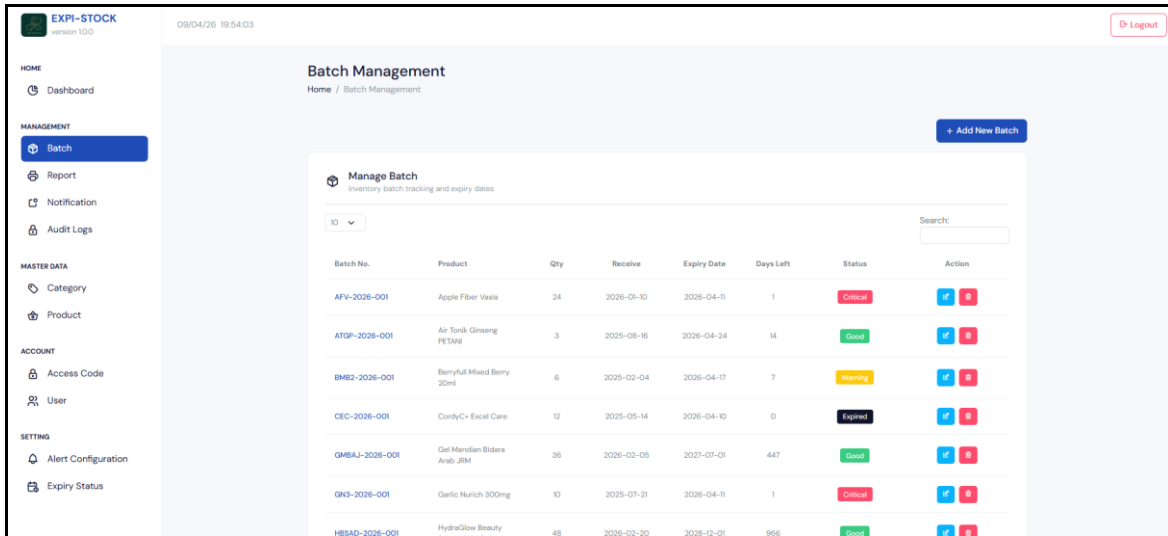 EXPI-STOCK
version 1.0.0
09/04/26 19:54:03
Logout
HOME
Dashboard
MANAGEMENT
Batch
Report
Notification
Audit Logs
MASTER DATA
Category
Product
ACCOUNT
Access Code
User
SETTING
Alert Configuration
Expiry Status
Batch Management
Home / Batch Management
+ Add New Batch
Manage Batch
Inventory batch tracking and expiry dates
10
Search:
Batch No. Product Qty Receive Expiry Date Days Left Status Action
AFV-2026-001 Apple Fiber Vasia 24 2026-01-10 2026-04-11 1 Critical
ATGP-2026-001 Air Tonik Ginseng PETANI 3 2025-08-16 2026-04-24 14 Good
BMB2-2026-001 Berryfull Mixed Berry 20ml 6 2025-02-04 2026-04-17 7 Warning
CEC-2026-001 CordyC+ Excel Care 12 2025-05-14 2026-04-10 0 Expired
GMBAJ-2026-001 Gel Mandian Bidara Arab JRM 36 2026-02-05 2027-07-01 447 Good
GN3-2026-001 Garlic Nurich 300mg 10 2025-07-21 2026-04-11 1 Critical
HBSAD-2026-001 HydraGlow Beauty 48 2026-02-20 2028-12-01 966 Good